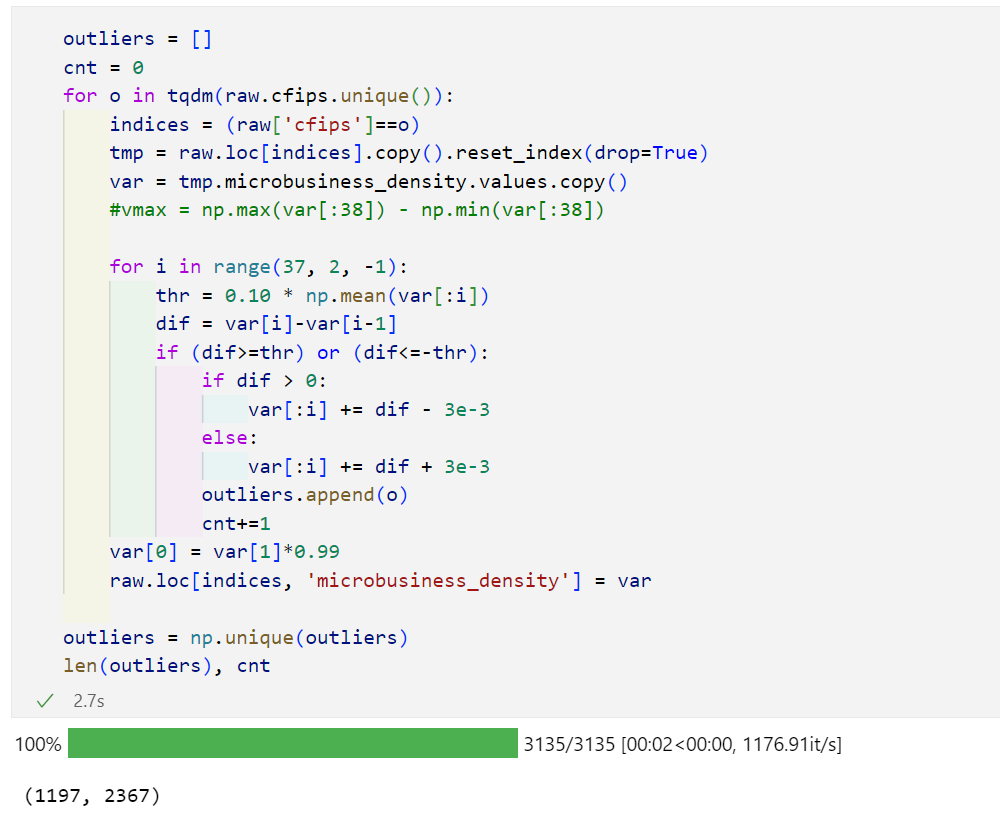 outliers = []
cnt = 0
for o in tqdm(raw.cfips.unique()):
    indices = (raw['cfips']==o)
    tmp = raw.loc[indices].copy().reset_index(drop=True)
    var = tmp.microbusiness_density.values.copy()
    #vmax = np.max(var[:38]) - np.min(var[:38])

    for i in range(37, 2, -1):
        thr = 0.10 * np.mean(var[:i])
        dif = var[i]-var[i-1]
        if (dif>=thr) or (dif<=-thr):
            if dif > 0:
                var[:i] += dif - 3e-3
            else:
                var[:i] += dif + 3e-3
            outliers.append(o)
            cnt+=1
    var[0] = var[1]*0.99
    raw.loc[indices, 'microbusiness_density'] = var

outliers = np.unique(outliers)
len(outliers), cnt
✓ 2.7s
100% 3135/3135 [00:02<00:00, 1176.91it/s]
(1197, 2367)